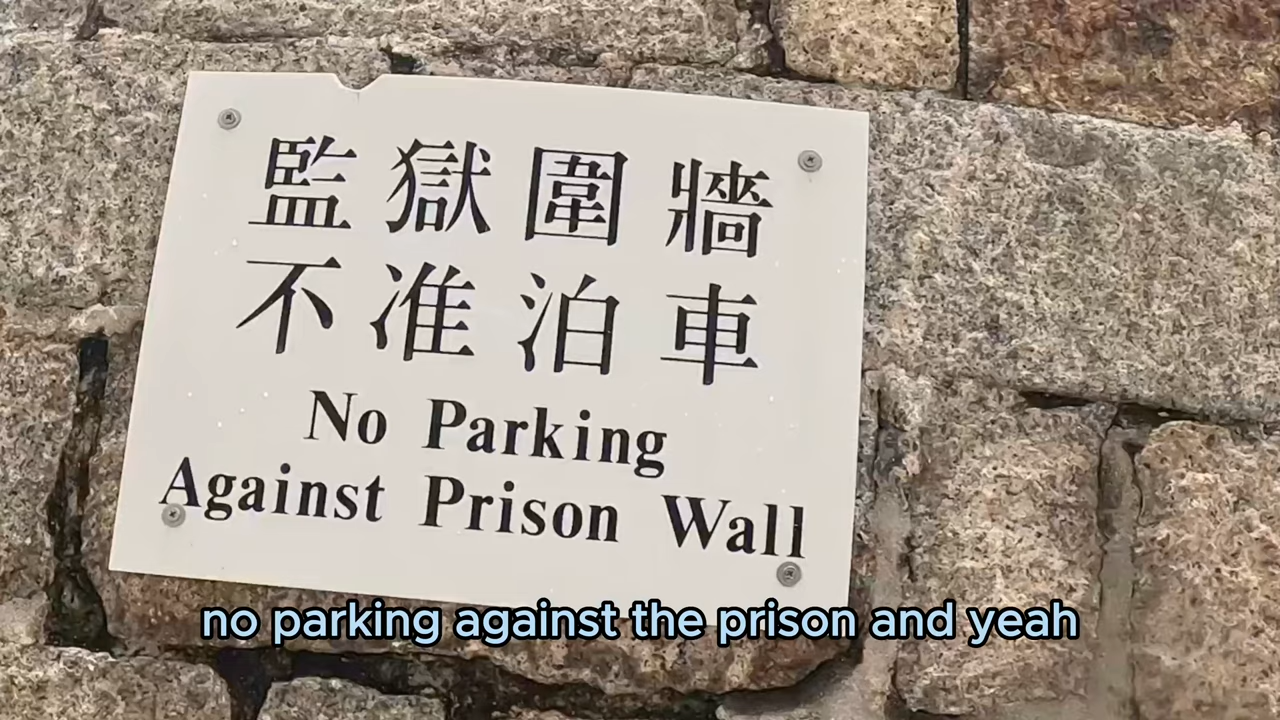 監獄圍牆
不准泊車
No Parking
Against Prison Wall
no parking against the prison and yeah